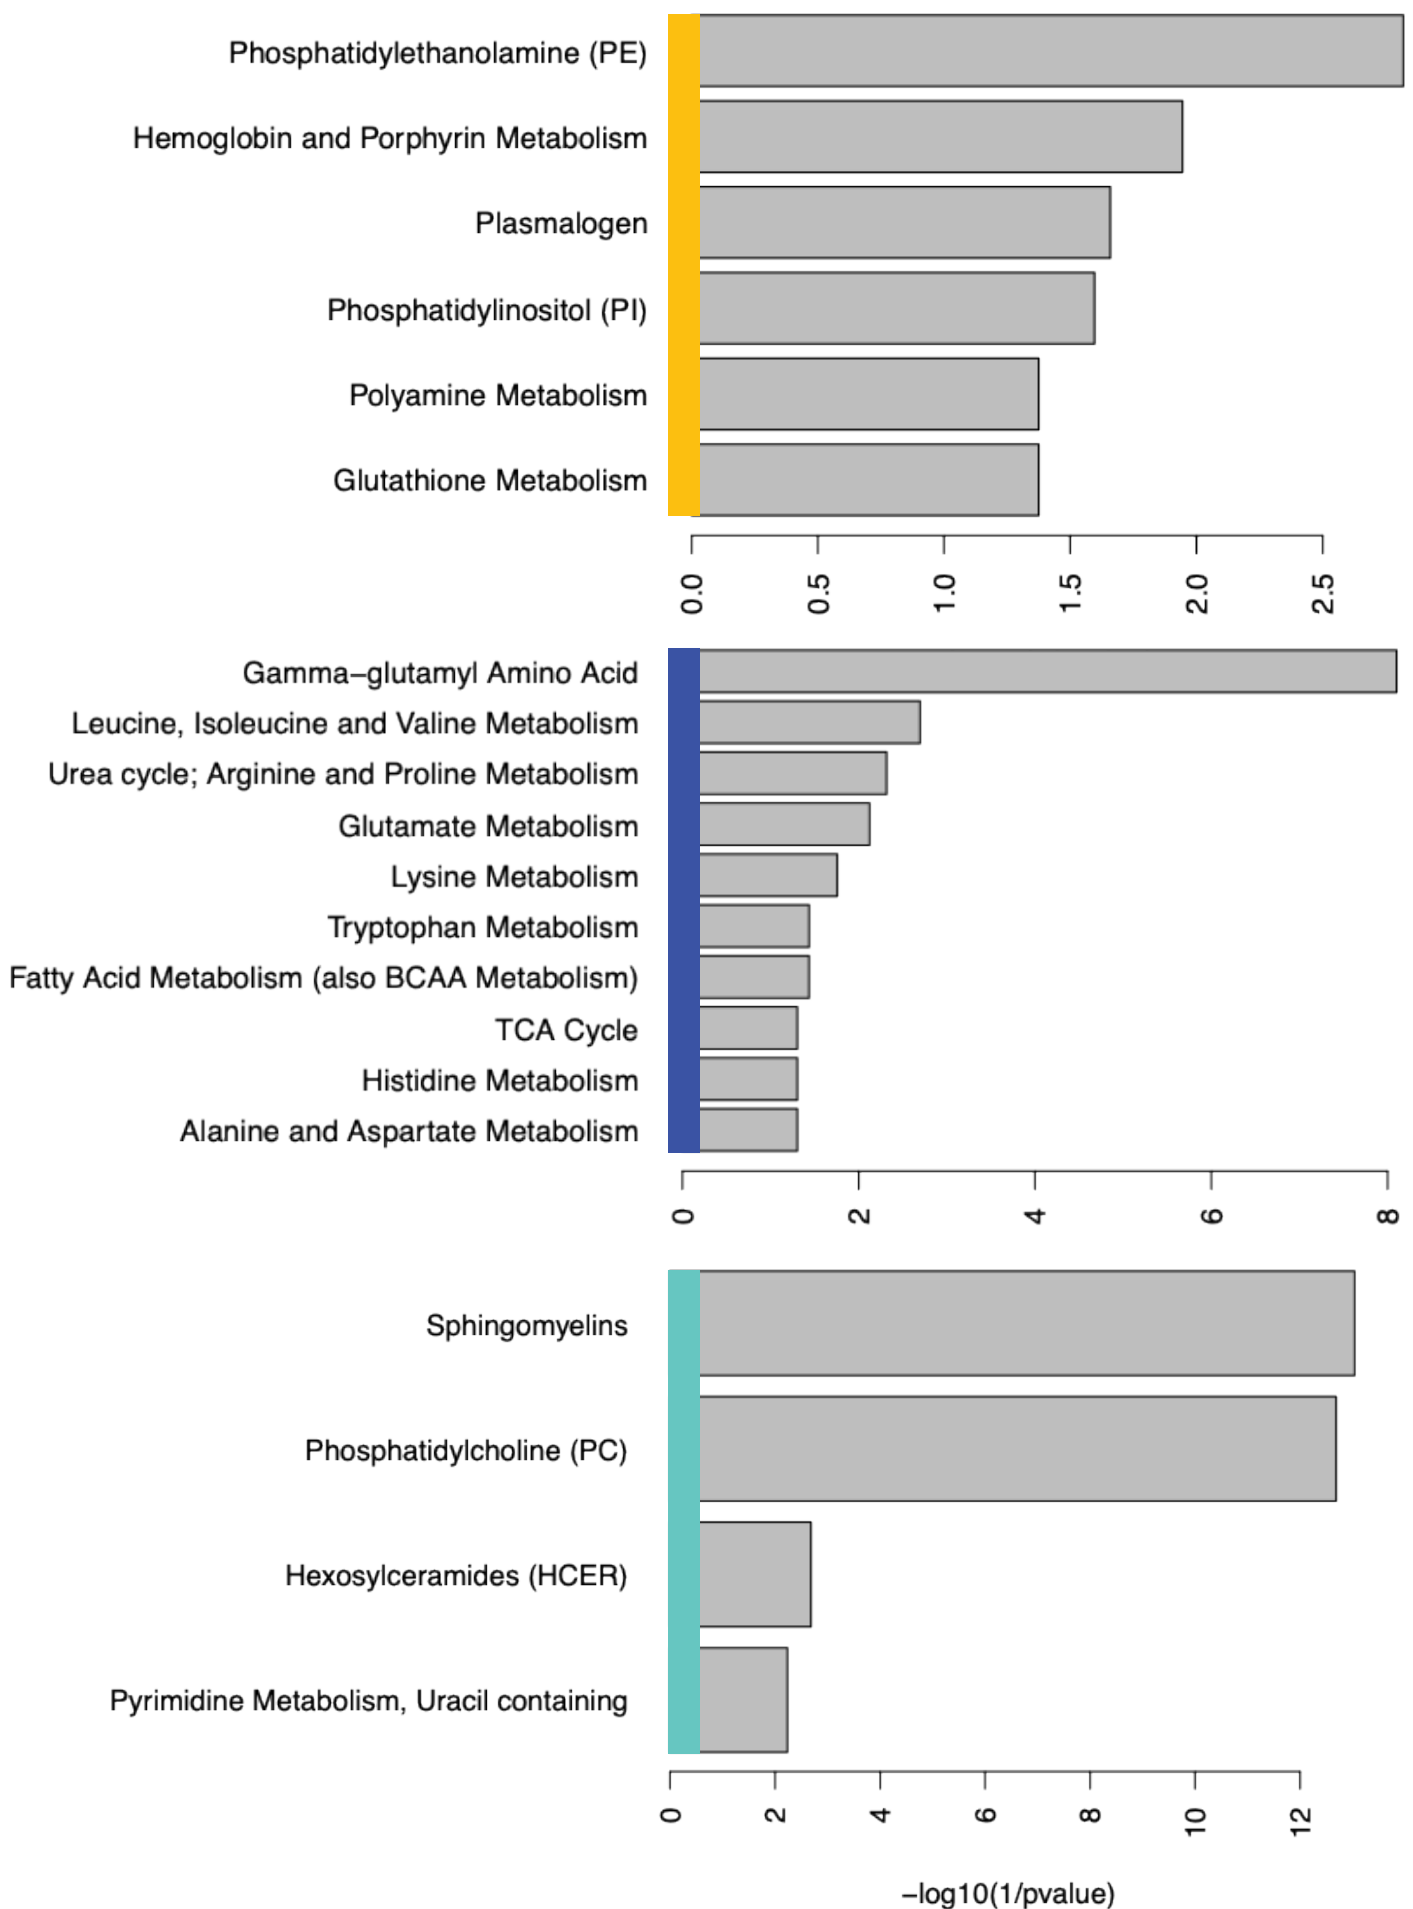 Phosphatidylethanolamine (PE)
Hemoglobin and Porphyrin Metabolism
Plasmalogen
Phosphatidylinositol (PI)
Polyamine Metabolism
Glutathione Metabolism
0.0 0.5 1.0 1.5 2.0 2.5
Gamma−glutamyl Amino Acid
Leucine, Isoleucine and Valine Metabolism
Urea cycle; Arginine and Proline Metabolism
Glutamate Metabolism
Lysine Metabolism
Tryptophan Metabolism
Fatty Acid Metabolism (also BCAA Metabolism)
TCA Cycle
Histidine Metabolism
Alanine and Aspartate Metabolism
0 2 4 6 8
Sphingomyelins
Phosphatidylcholine (PC)
Hexosylceramides (HCER)
Pyrimidine Metabolism, Uracil containing
0 2 4 6 8 10 12
−log10(1/pvalue)